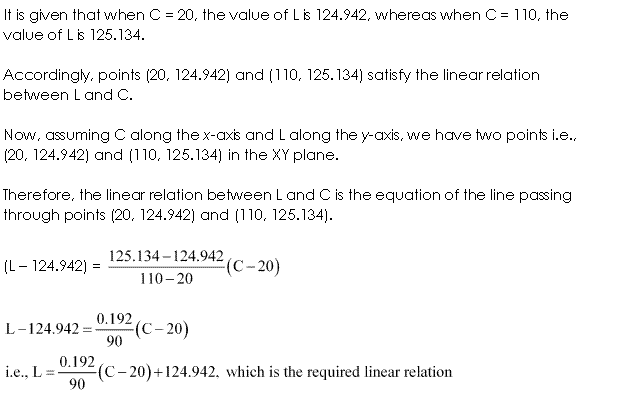 It is given that when C = 20, the value of L is 124.942, whereas when C = 110, the
value of L is 125.134.
Accordingly, points (20, 124.942) and (110, 125.134) satisfy the linear relation
between L and C.
Now, assuming C along the x-axis and L along the y-axis, we have two points i.e.,
(20, 124.942) and (110, 125.134) in the XY plane.
Therefore, the linear relation between L and C is the equation of the line passing
through points (20, 124.942) and (110, 125.134).
(L – 124.942) = \frac{125.134 – 124.942}{110 – 20}(C – 20)
L – 124.942 = \frac{0.192}{90}(C – 20)
i.e., L = \frac{0.192}{90}(C – 20) + 124.942, which is the required linear relation